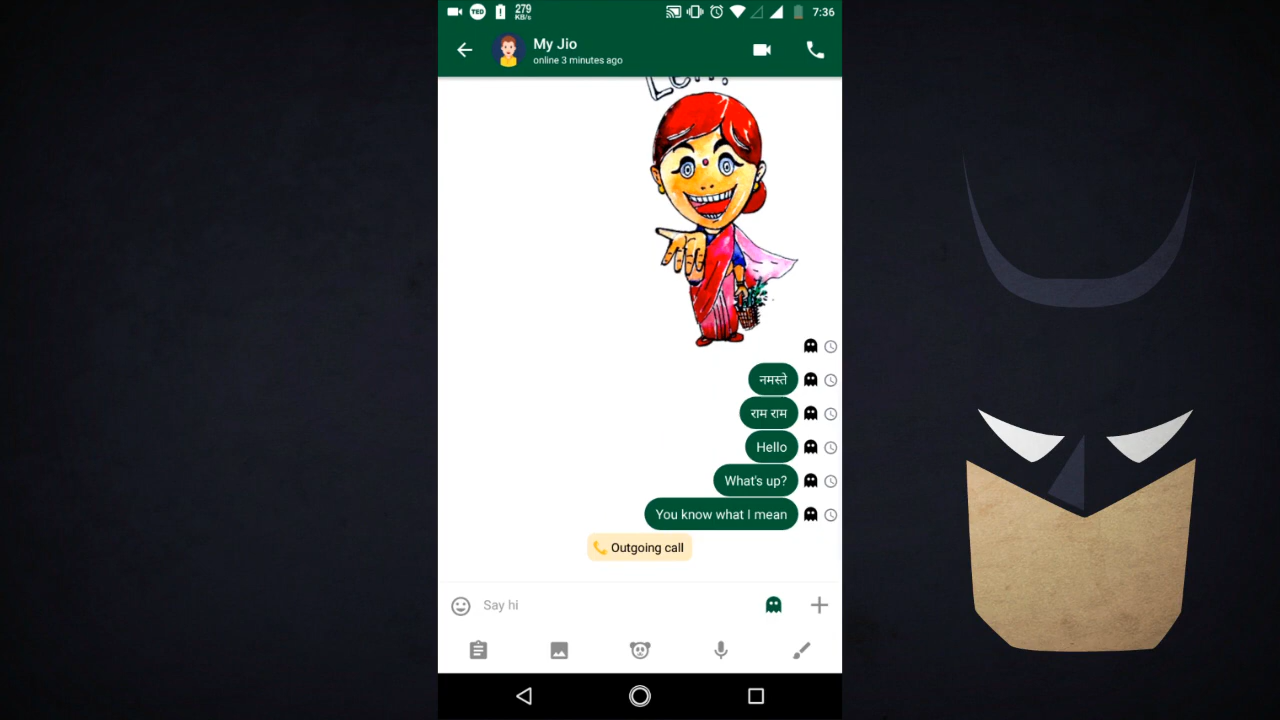 TED
279
KB/s
7:36
My Jio
online 3 minutes ago
नमस्ते
राम राम
Hello
What's up?
You know what I mean
Outgoing call
Say hi